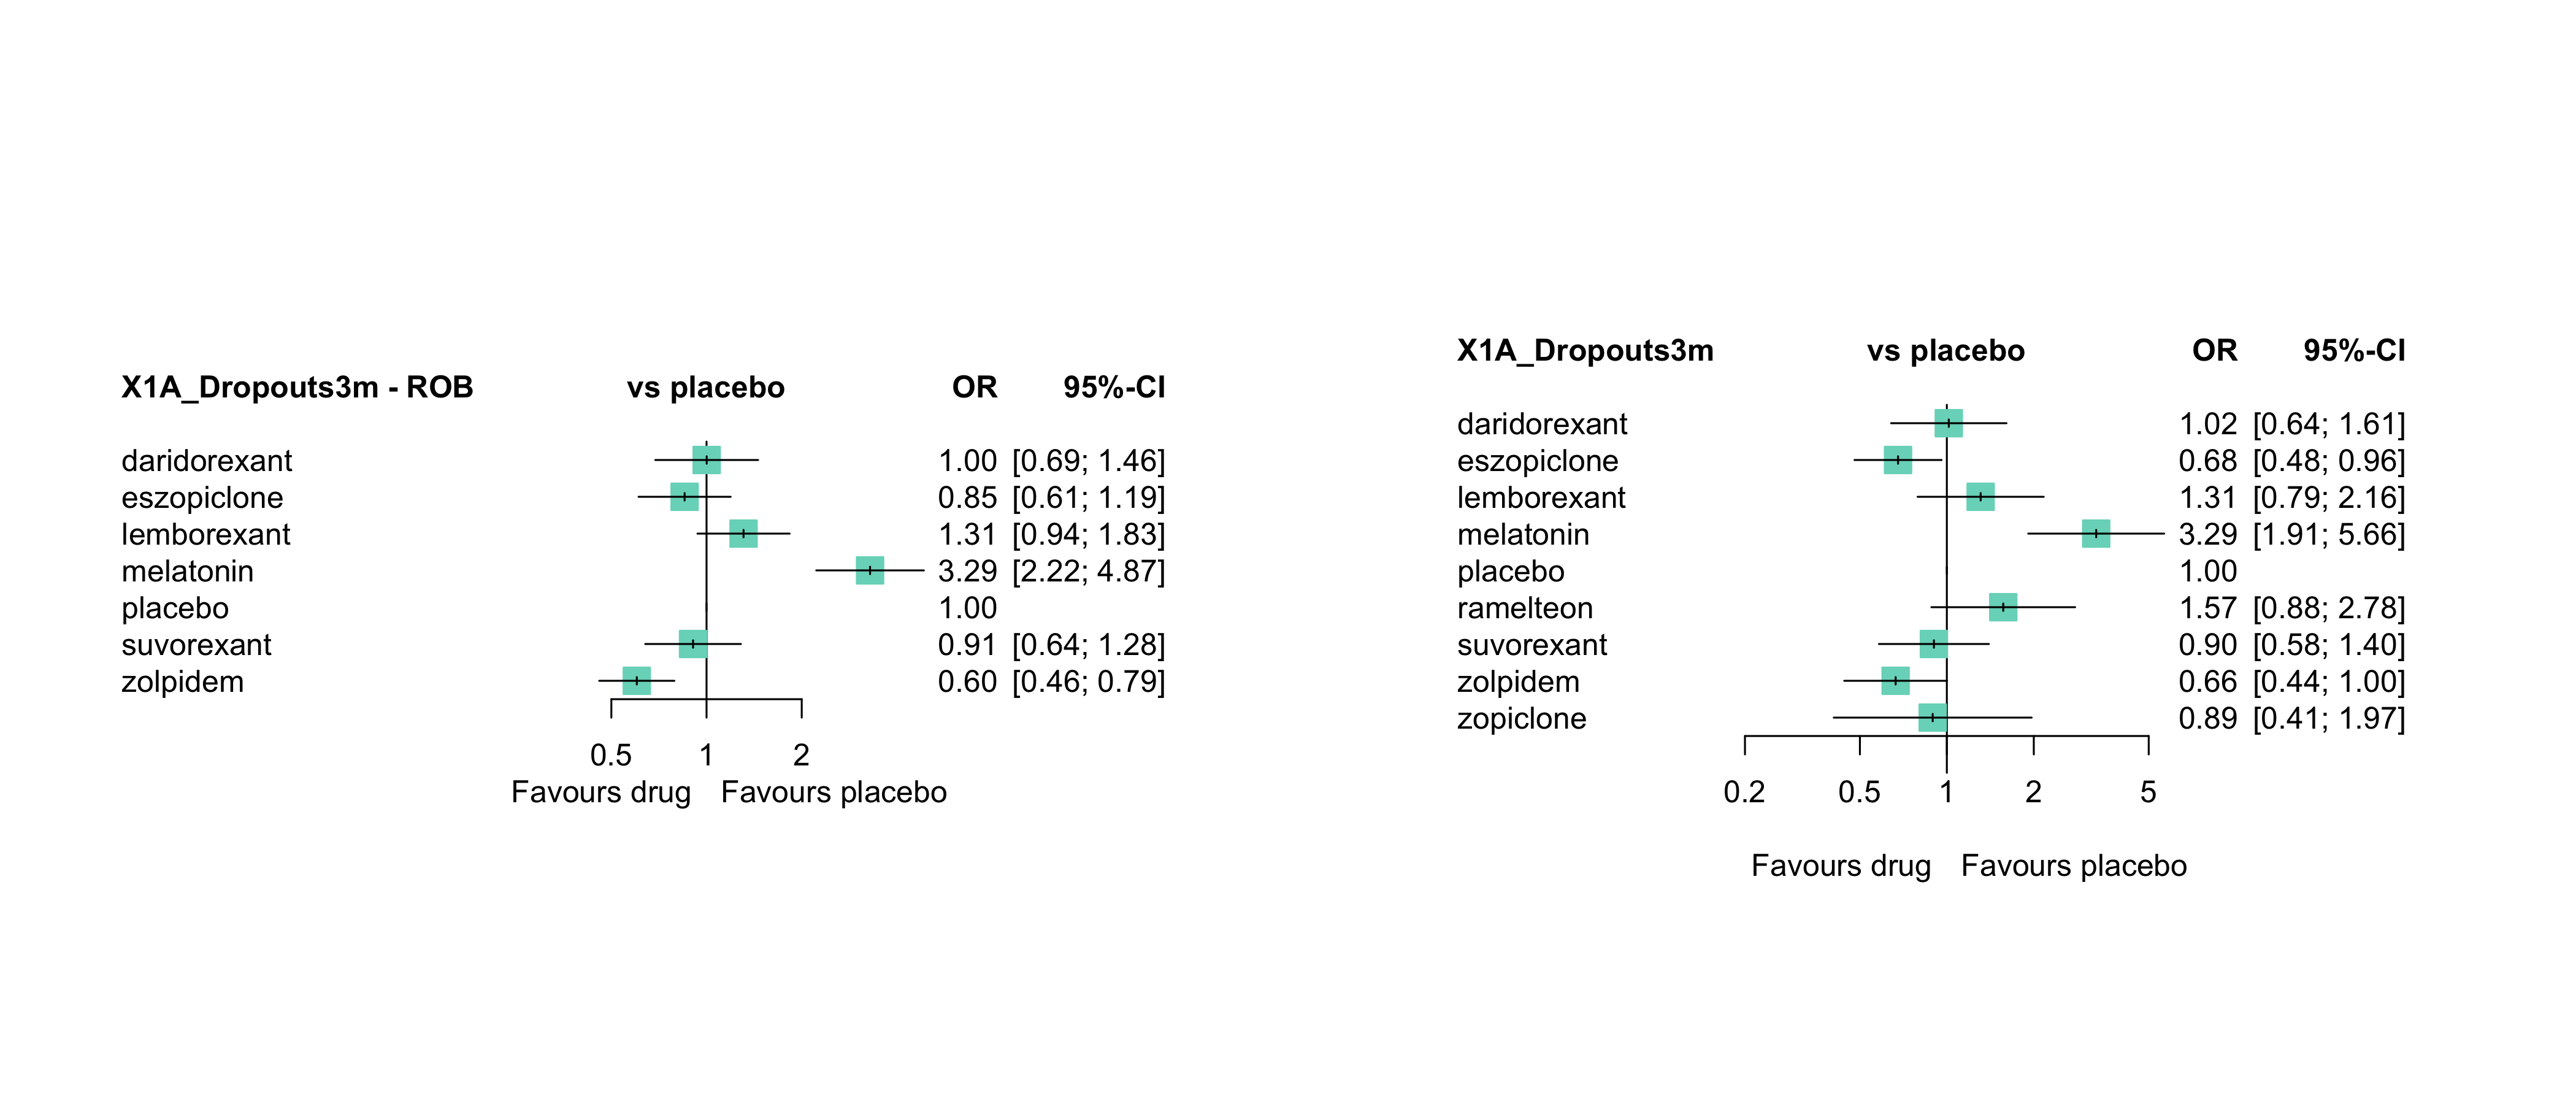 X1A_Dropouts3m - ROB vs placebo OR 95%-CI
daridorexant 1.00 [0.69; 1.46]
eszopiclone 0.85 [0.61; 1.19]
lemborexant 1.31 [0.94; 1.83]
melatonin 3.29 [2.22; 4.87]
placebo 1.00
suvorexant 0.91 [0.64; 1.28]
zolpidem 0.60 [0.46; 0.79]
0.5 1 2
Favours drug Favours placebo
X1A_Dropouts3m vs placebo OR 95%-CI
daridorexant 1.02 [0.64; 1.61]
eszopiclone 0.68 [0.48; 0.96]
lemborexant 1.31 [0.79; 2.16]
melatonin 3.29 [1.91; 5.66]
placebo 1.00
ramelteon 1.57 [0.88; 2.78]
suvorexant 0.90 [0.58; 1.40]
zolpidem 0.66 [0.44; 1.00]
zopiclone 0.89 [0.41; 1.97]
0.2 0.5 1 2 5
Favours drug Favours placebo